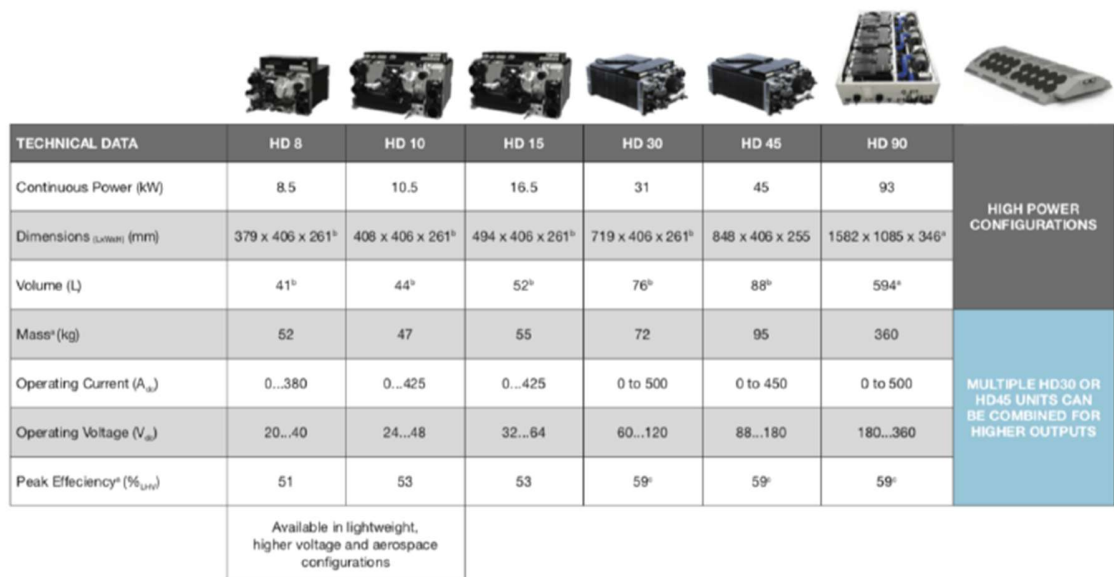 TECHNICAL DATA HD 8 HD 10 HD 15 HD 30 HD 45 HD 90
Continuous Power (kW) 8.5 10.5 16.5 31 45 93
HIGH POWER
CONFIGURATIONS
Dimensions (LxWxH) (mm) 379 x 406 x 261ᵇ 408 x 406 x 261ᵇ 494 x 406 x 261ᵇ 719 x 406 x 261ᵇ 848 x 406 x 255 1582 x 1085 x 346ᵃ
Volume (L) 41ᵇ 44ᵇ 52ᵇ 76ᵇ 88ᵇ 594ᵃ
Massᵃ (kg) 52 47 55 72 95 360
Operating Current (A dc) 0...380 0...425 0...425 0 to 500 0 to 450 0 to 500
MULTIPLE HD30 OR
HD45 UNITS CAN
BE COMBINED FOR
HIGHER OUTPUTS
Operating Voltage (V dc) 20...40 24...48 32...64 60...120 88...180 180...360
Peak Effeciencyᵃ (% LHV) 51 53 53 59ᶜ 59ᶜ 59ᶜ
Available in lightweight,
higher voltage and aerospace
configurations